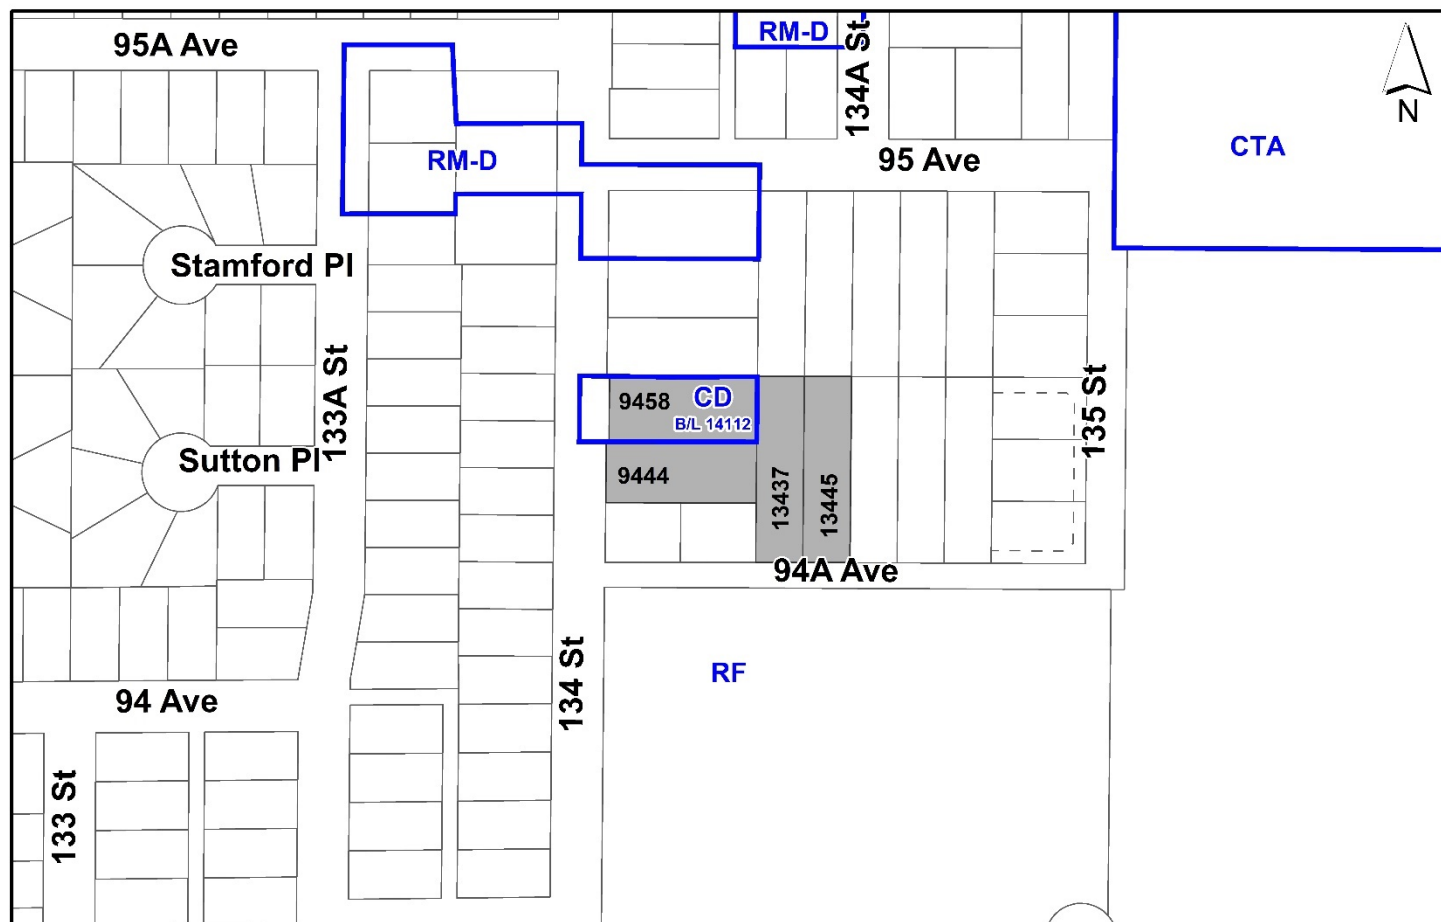 95A Ave
RM-D
134A St
N
RM-D
95 Ave
CTA
Stamford Pl
133A St
135 St
9458
CD
B/L 14112
Sutton Pl
9444
13437
13445
94A Ave
134 St
RF
94 Ave
133 St